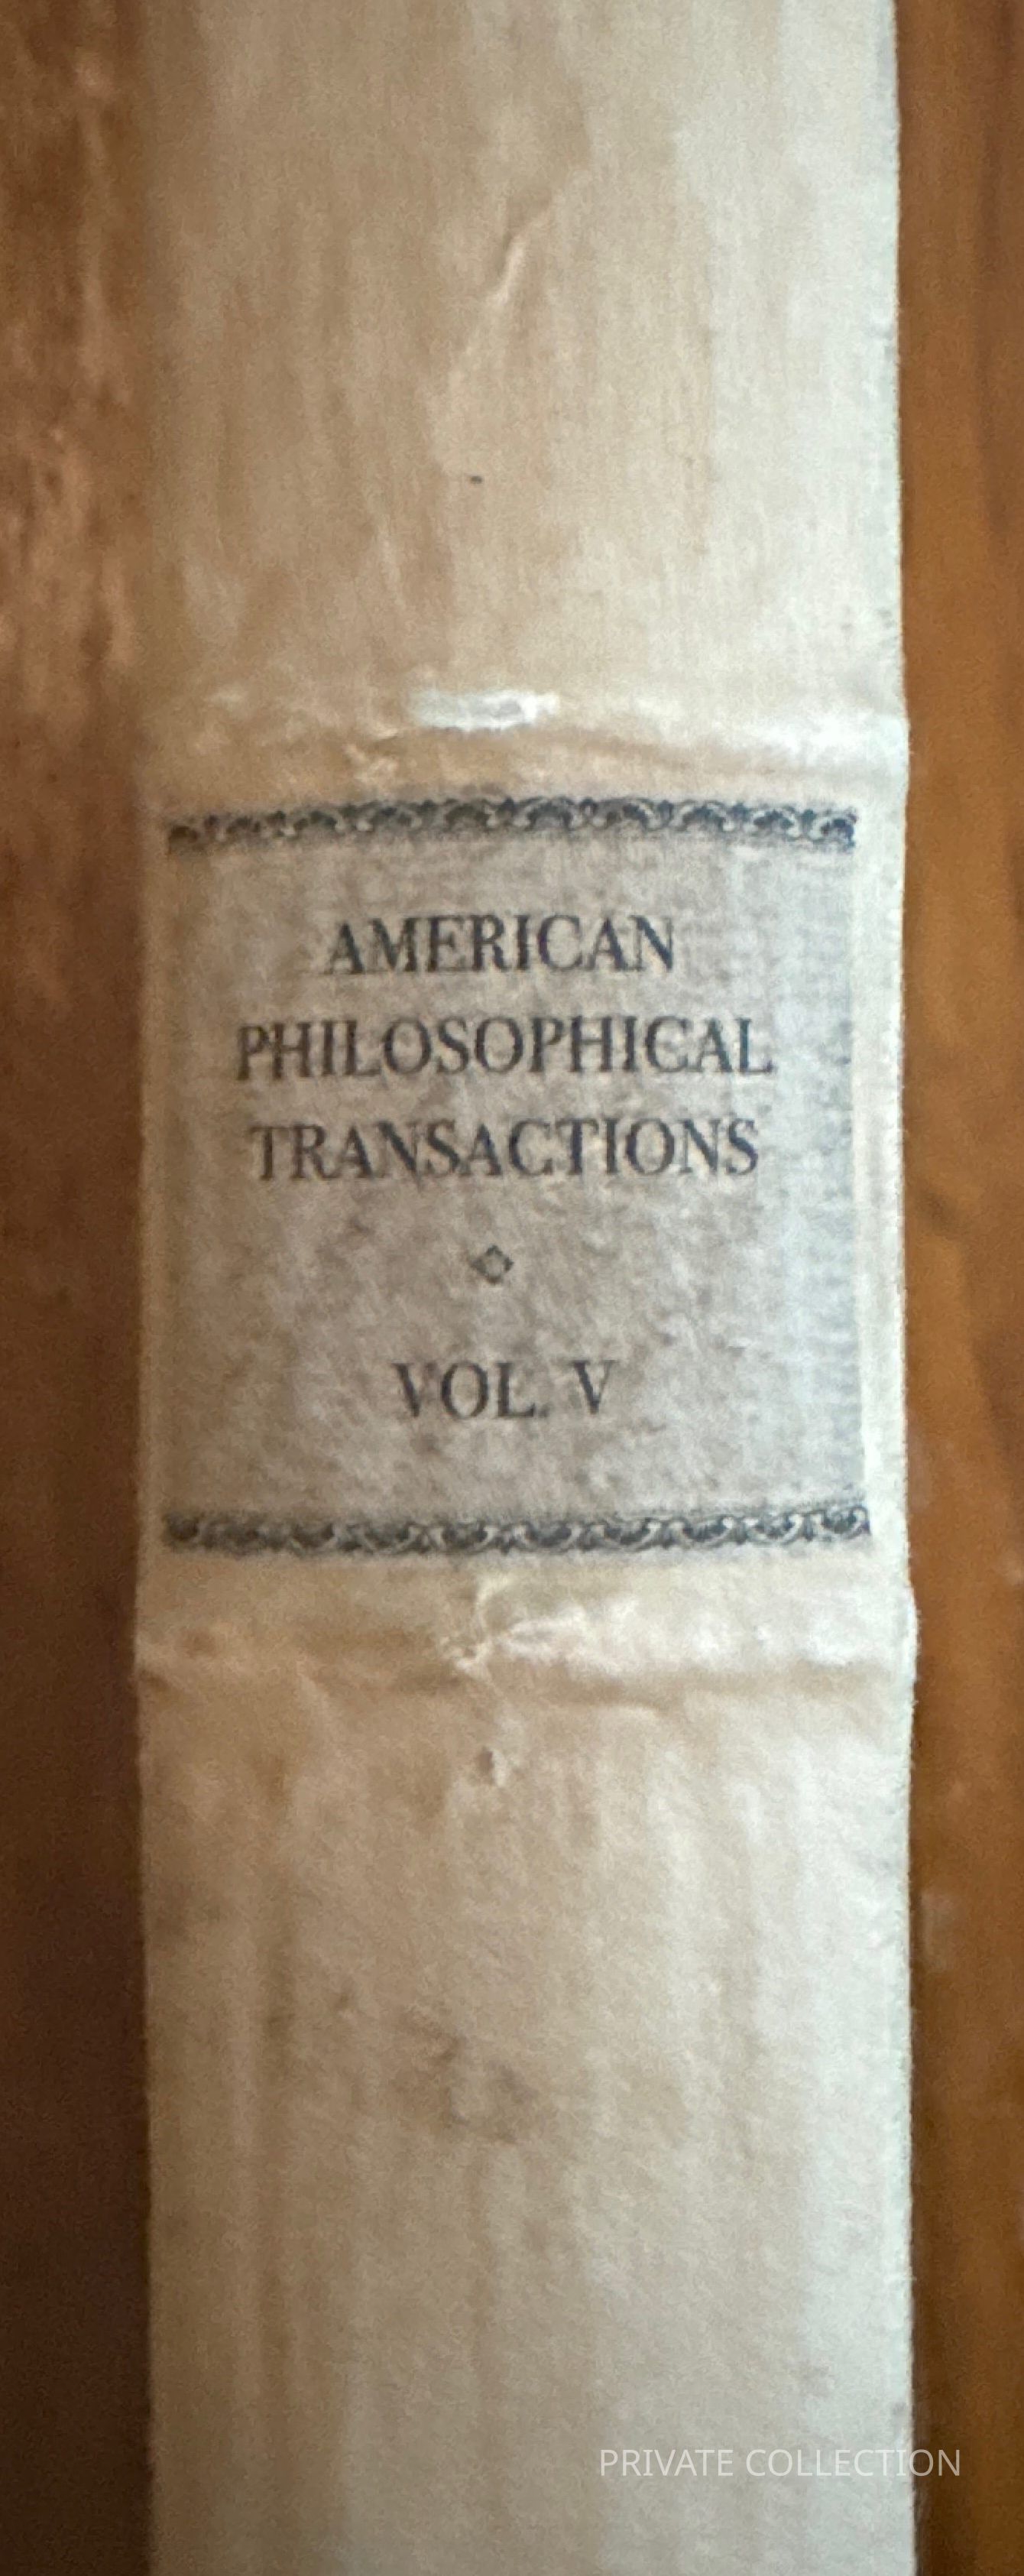 AMERICAN
PHILOSOPHICAL
TRANSACTIONS
VOL. V
PRIVATE COLLECTION